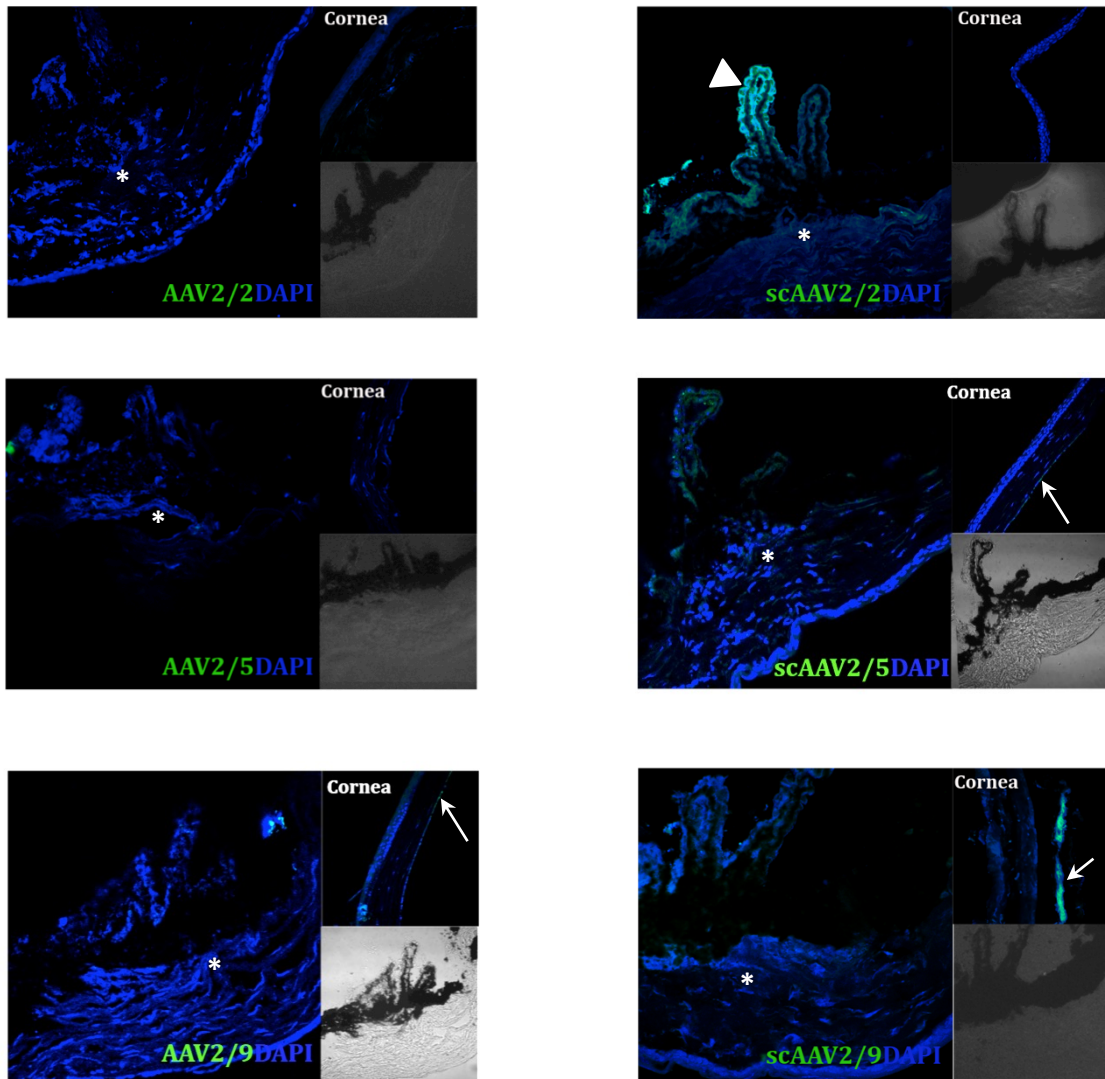 Cornea
AAV2/2DAPI
*
Cornea
scAAV2/2DAPI
*
Cornea
AAV2/5DAPI
*
Cornea
scAAV2/5DAPI
*
Cornea
AAV2/9DAPI
*
Cornea
scAAV2/9DAPI
*